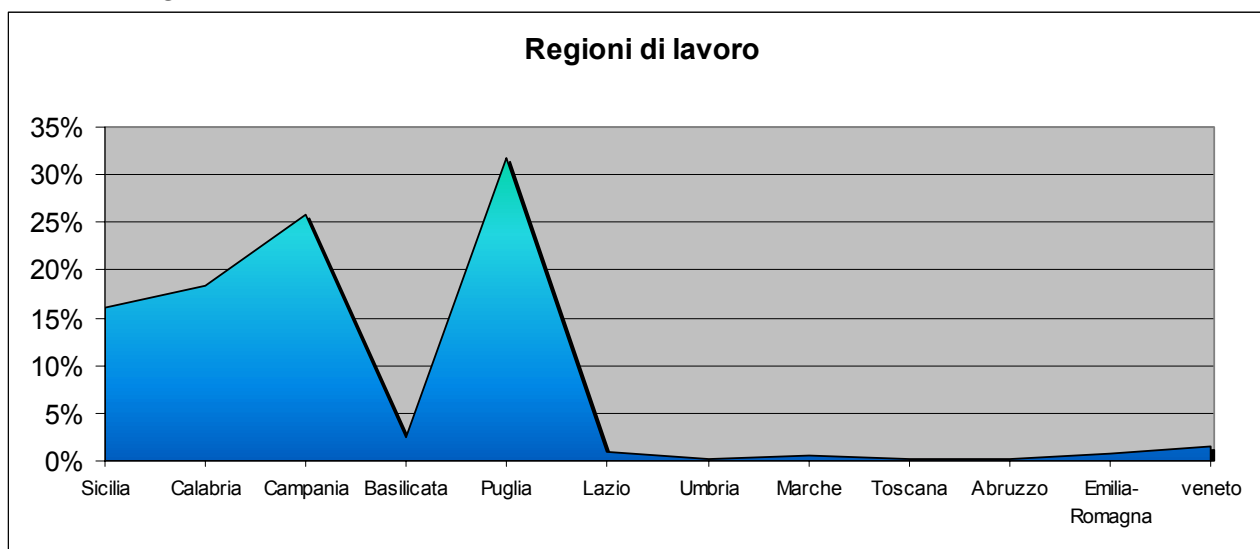 Regioni di lavoro
35%
30%
25%
20%
15%
10%
5%
0%
Sicilia Calabria Campania Basilicata Puglia Lazio Umbria Marche Toscana Abruzzo Emilia-
Romagna veneto